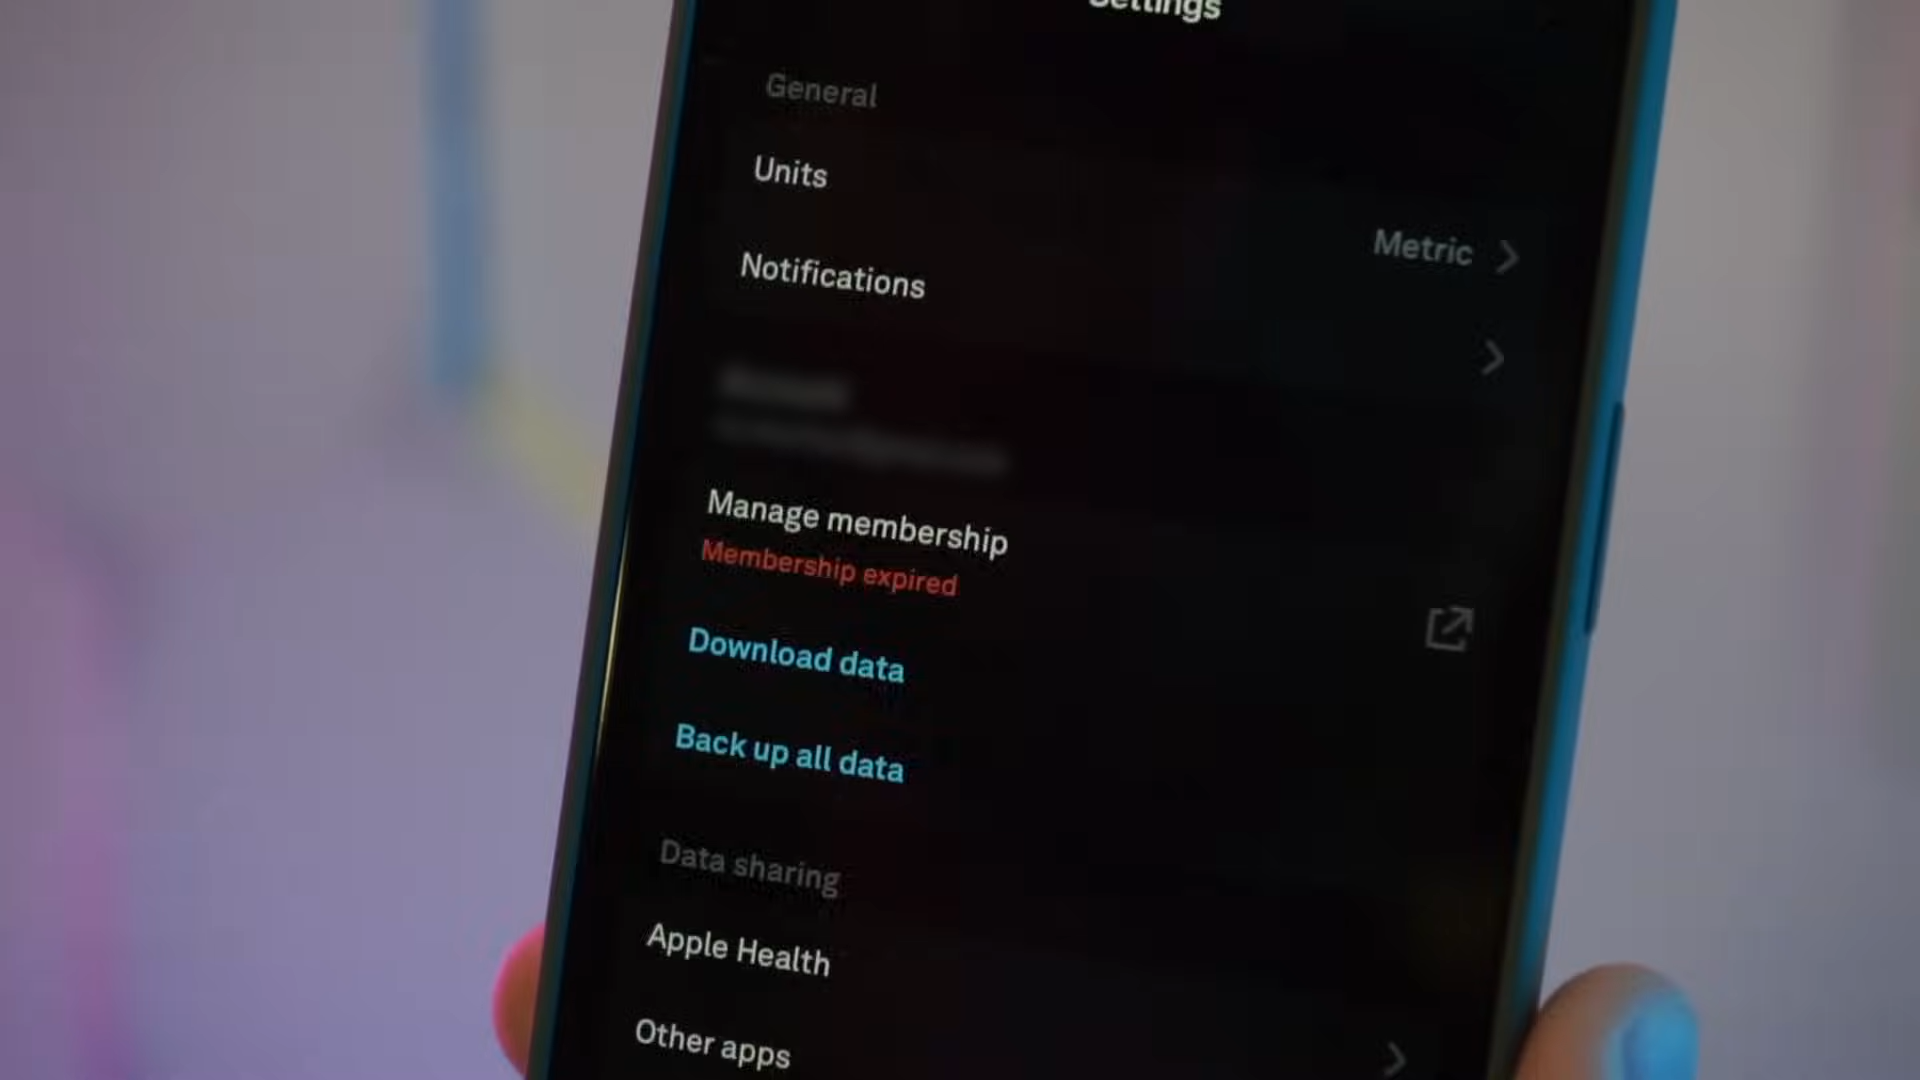 Settings
General
Units
Metric
Notifications
Manage membership
Membership expired
Download data
Back up all data
Data sharing
Apple Health
Other apps